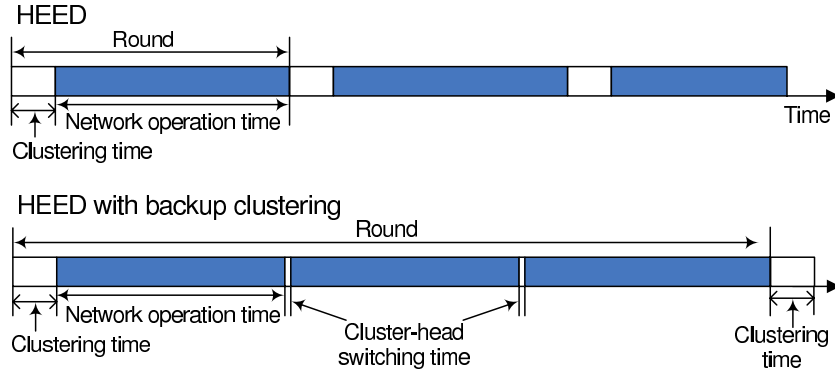 HEED
Round
Time
Network operation time
Clustering time
HEED with backup clustering
Round
Network operation time
Clustering time
Cluster-head
switching time
Clustering
time